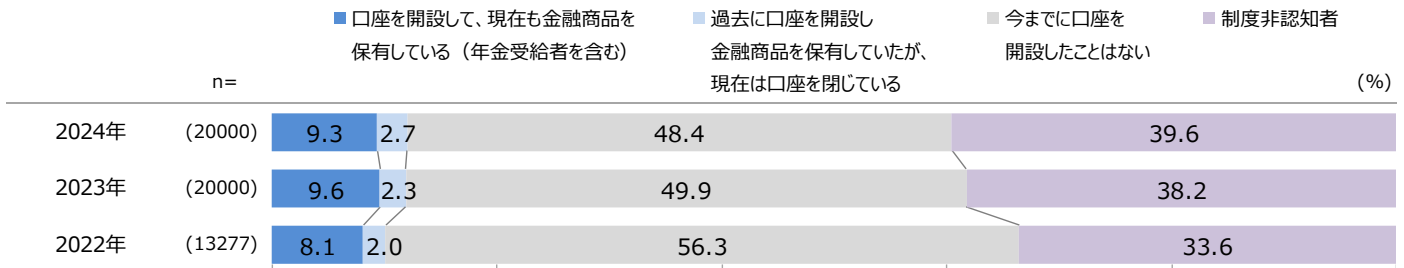 口座を開設して、現在も金融商品を
保有している（年金受給者を含む）
過去に口座を開設し
金融商品を保有していたが、
現在は口座を閉じている
今までに口座を
開設したことはない
制度非認知者
n=
(%)
2024年 (20000) 9.3 2.7 48.4 39.6
2023年 (20000) 9.6 2.3 49.9 38.2
2022年 (13277) 8.1 2.0 56.3 33.6